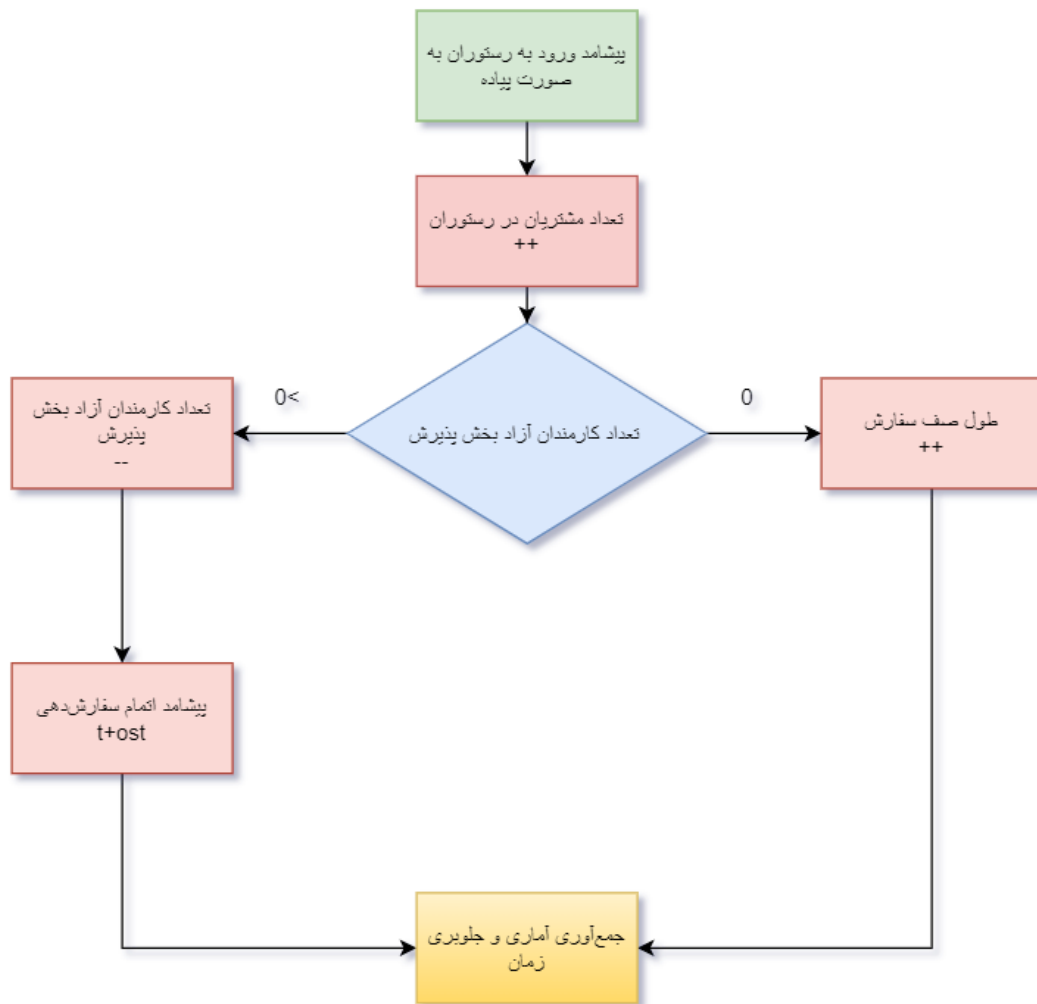 پیشامد ورود به رستوران به
صورت پیاده
تعداد مشتریان در رستوران
++
0<
0
تعداد کارمندان آزاد بخش
پذیرش
--
تعداد کارمندان آزاد بخش پذیرش
طول صف سفارش
++
پیشامد اتمام سفارش‌دهی
t+ost
جمع‌آوری آماری و جلوبری
زمان